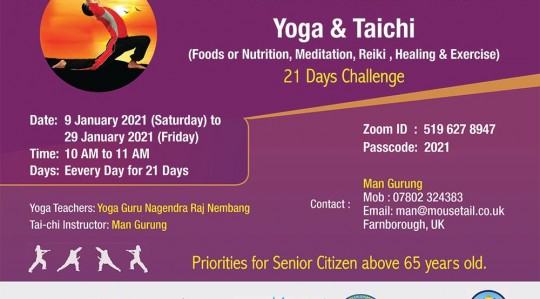 Yoga & Taichi
(Foods or Nutrition, Meditation, Reiki , Healing & Exercise)
21 Days Challenge
Date: 9 January 2021 (Saturday) to
29 January 2021 (Friday)
Time: 10 AM to 11 AM
Days: Eevery Day for 21 Days
Zoom ID : 519 627 8947
Passcode: 2021
Yoga Teachers: Yoga Guru Nagendra Raj Nembang
Tai-chi Instructor: Man Gurung
Contact :
Man Gurung
Mob : 07802 324383
Email: man@mousetail.co.uk
Farnborough, UK
Priorities for Senior Citizen above 65 years old.